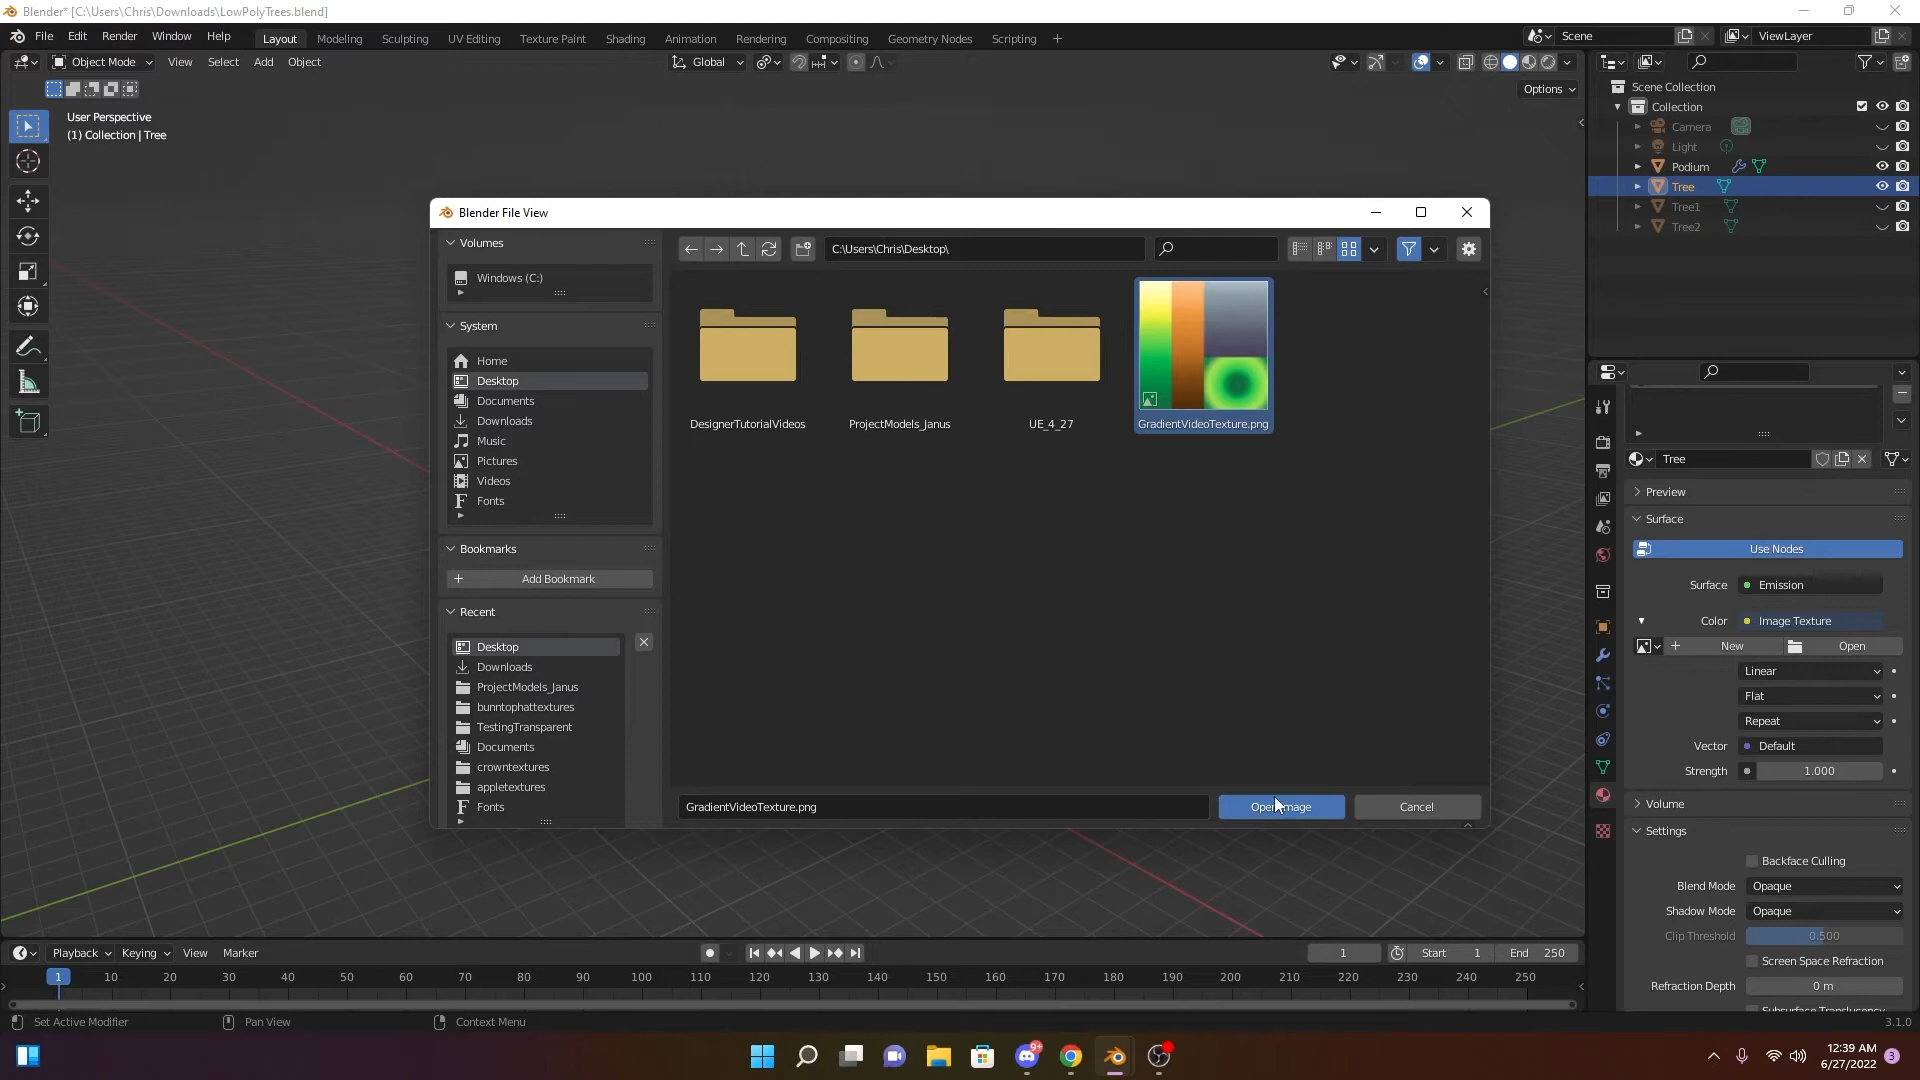 Blender* [C:\Users\Chris\Downloads\LowPolyTrees.blend]
File Edit Render Window Help Layout Modeling Sculpting UV Editing Texture Paint Shading Animation Rendering Compositing Geometry Nodes Scripting + Scene ViewLayer
Object Mode View Select Add Object Global
Options
User Perspective
(1) Collection | Tree
Scene Collection
Collection
Camera
Light
Podium
Tree
Tree1
Tree2
Blender File View
Volumes
Windows (C:)
System
Home
Desktop
Documents
Downloads
Music
Pictures
Videos
Fonts
Bookmarks
+ Add Bookmark
Recent
Desktop
Downloads
ProjectModels_Janus
bunntophattextures
TestingTransparent
Documents
crowntextures
appletextures
Fonts
C:\Users\Chris\Desktop\
DesignerTutorialVideos ProjectModels_Janus UE_4_27 GradientVideoTexture.png
GradientVideoTexture.png Open Image Cancel
Tree
Preview
Surface
Use Nodes
Surface Emission
Color Image Texture
+ New Open
Linear
Flat
Repeat
Vector Default
Strength 1.000
Volume
Settings
Backface Culling
Blend Mode Opaque
Shadow Mode Opaque
Clip Threshold 0.500
Screen Space Refraction
Refraction Depth 0 m
Subsurface Translucency
Playback Keying View Marker 1 Start 1 End 250
1 10 20 30 40 50 60 70 80 90 100 110 120 130 140 150 160 170 180 190 200 210 220 230 240 250
Set Active Modifier Pan View Context Menu 3.1.0
9+
12:39 AM
6/27/2022
3